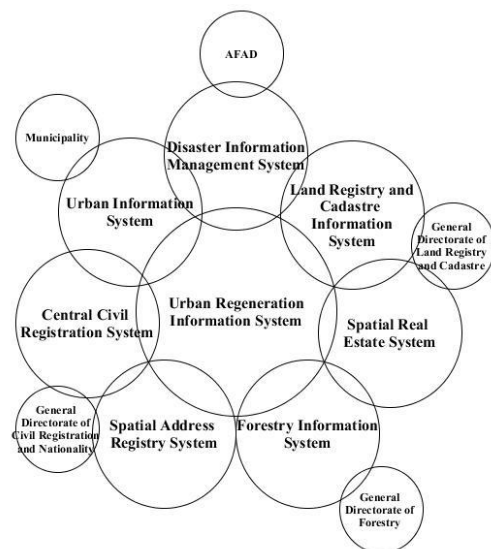 AFAD
Municipality
Disaster Information
Management System
Urban Information
System
Land Registry and
Cadastre
Information
System
General
Directorate of
Land Registry
and Cadastre
Central Civil
Registration System
Urban Regeneration
Information System
Spatial Real
Estate System
General
Directorate of
Civil Registration
and Nationality
Spatial Address
Registry System
Forestry Information
System
General
Directorate of
Forestry